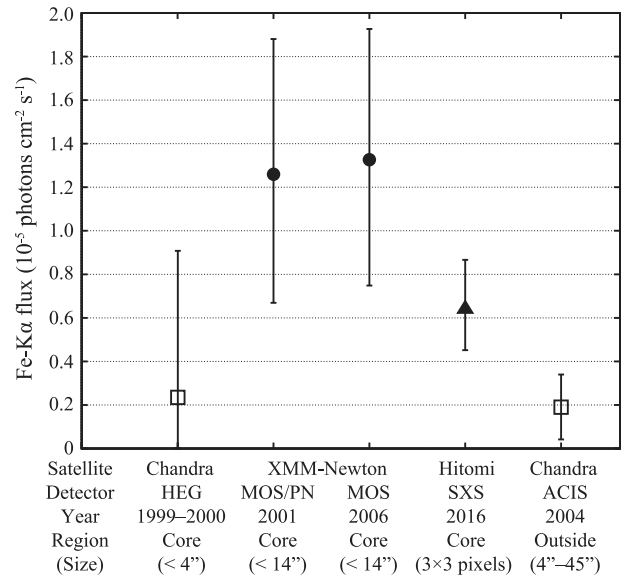 Fe-Kα flux (10⁻⁵ photons cm⁻² s⁻¹)
2.0
1.8
1.6
1.4
1.2
1.0
0.8
0.6
0.4
0.2
0
Satellite Chandra XMM-Newton Hitomi Chandra
Detector HEG MOS/PN MOS SXS ACIS
Year 1999–2000 2001 2006 2016 2004
Region Core Core Core Core Outside
(Size) (< 4”) (< 14”) (< 14”) (3×3 pixels) (4”–45”)